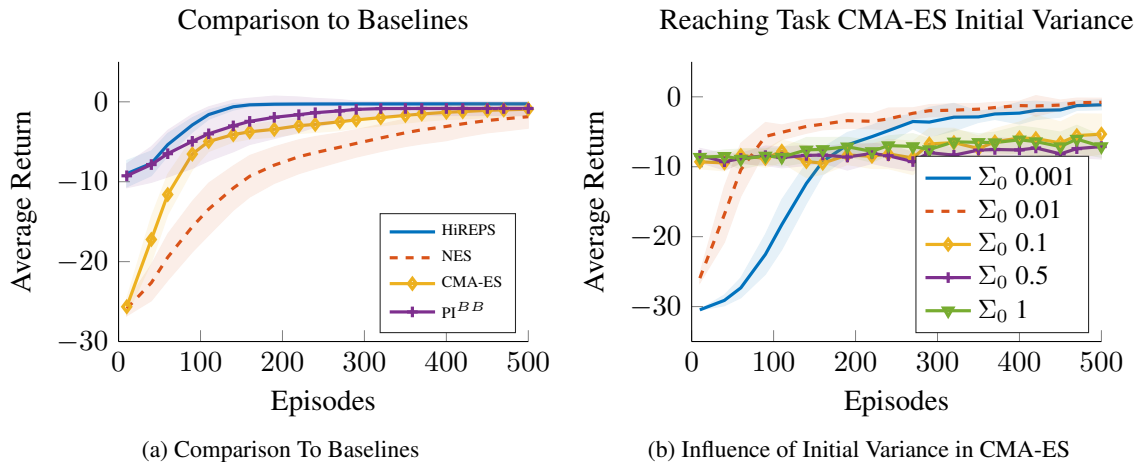 Comparison to Baselines
Average Return
0
−10
−20
−30
0
100
200
300
400
500
Episodes
HiREPS
NES
CMA-ES
PI^BB
(a) Comparison To Baselines
Reaching Task CMA-ES Initial Variance
Average Return
0
−10
−20
−30
0
100
200
300
400
500
Episodes
Σ₀ 0.001
Σ₀ 0.01
Σ₀ 0.1
Σ₀ 0.5
Σ₀ 1
(b) Influence of Initial Variance in CMA-ES